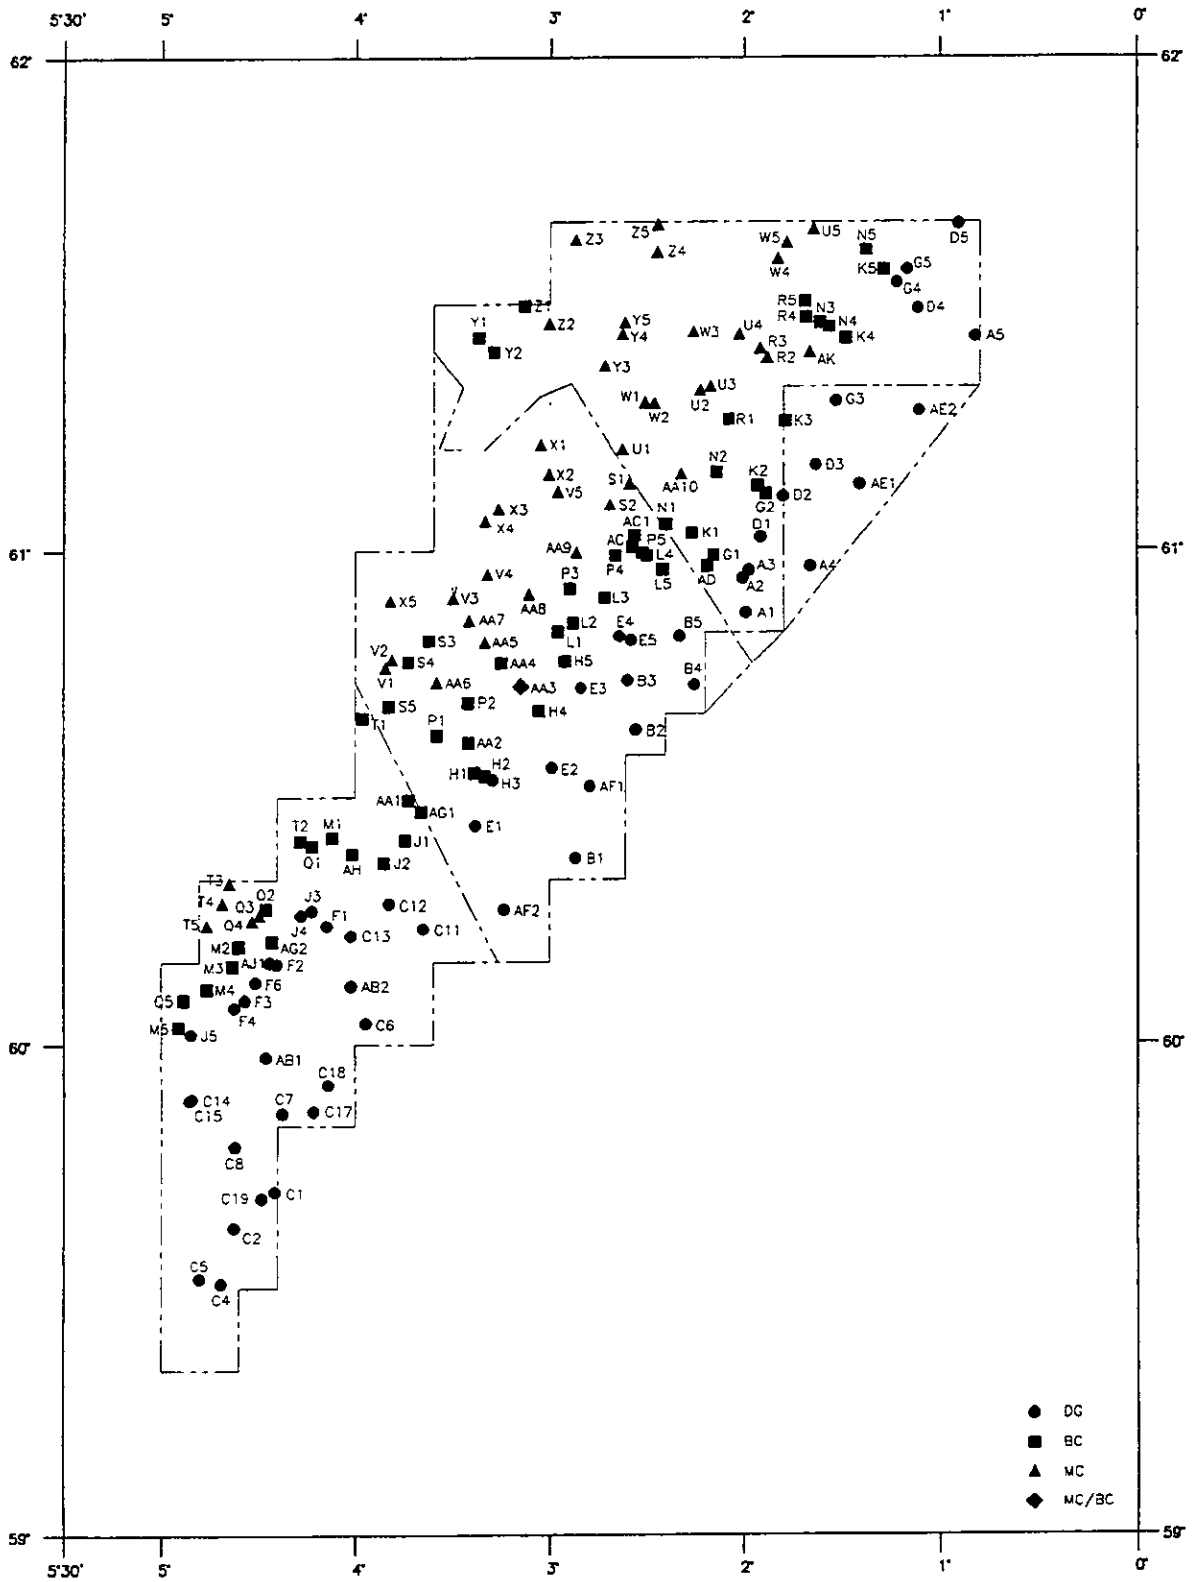 5°30' 5° 4° 3° 2° 1° 0°
62° 62°
Z3 Z5 Z4 W5 U5 W4 N5 D5
K5 G5 G4
Z1 R5 N3 D4
Y1 Z2 Y5 W3 U4 R4 N4 A5
Y2 Y4 R3 K4
Y3 R2 AK
W1 W2 U2 U3 G3 AE2
R1 K3
X1 U1
X2 S1 AA10 N2 K2 D3 AE1
V5 S2 G2 D2
X3 X4 AC1 N1 K1 D1
61° AA9 AC P5 L4 G1 61°
V4 P3 P4 L5 AD A3 A4
A2
X5 V3 AA8 L3 A1
AA7 L2 E4 B5
S3 AA5 L1 E5
V2 S4 AA4 H5
V1 AA6 AA3 E3 B3 B4
S5 P2 H4
T1 P1 B2
AA2
H1 H2 E2
H3 AF1
AA1 AG1
T2 M1 J1 E1
Q1 AH J2 B1
T3
T4 Q3 Q2 J3 C12 AF2
T5 Q4 J4 F1 C13 C11
M2 AG2
M3 AJ1 F2
M4 F6 AB2
Q5 F3
F4 C6
M5 J5
60° 60°
AB1
C18
C14 C7
C15 C17
C8
C19 C1
C2
C5
C4
DG
BC
MC
MC/BC
59° 59°
5°30' 5° 4° 3° 2° 1° 0°